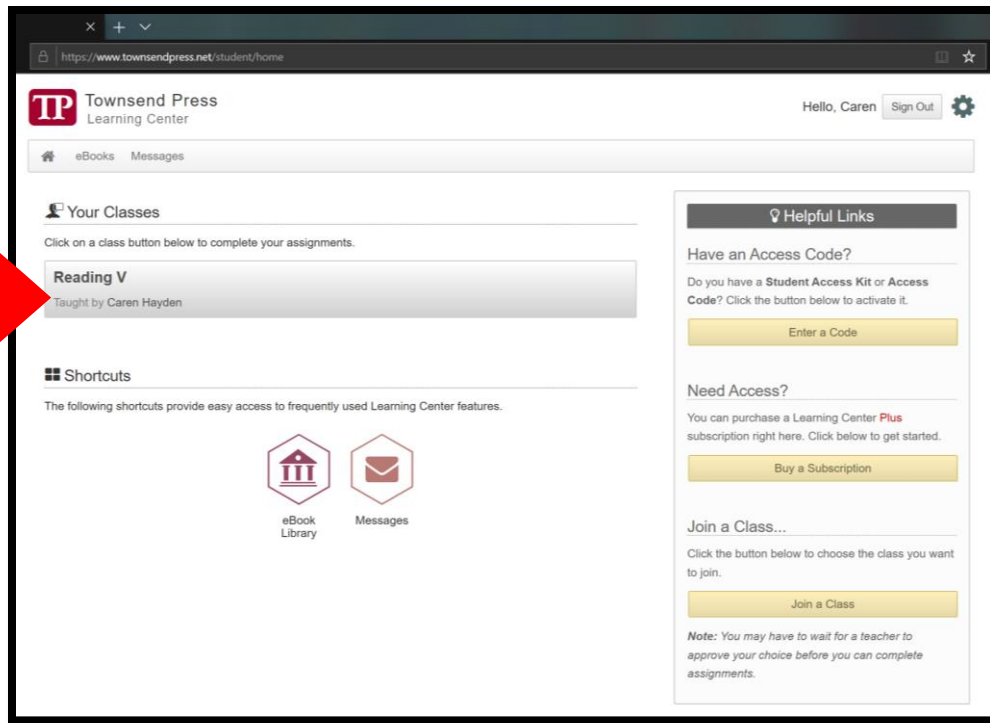 https://www.townsendpress.net/student/home
TP
Townsend Press
Learning Center
Hello, Caren
Sign Out
eBooks Messages
Your Classes
Click on a class button below to complete your assignments.
Reading V
Taught by Caren Hayden
Shortcuts
The following shortcuts provide easy access to frequently used Learning Center features.
eBook
Library
Messages
Helpful Links
Have an Access Code?
Do you have a Student Access Kit or Access
Code? Click the button below to activate it.
Enter a Code
Need Access?
You can purchase a Learning Center Plus
subscription right here. Click below to get started.
Buy a Subscription
Join a Class...
Click the button below to choose the class you want
to join.
Join a Class
Note: You may have to wait for a teacher to
approve your choice before you can complete
assignments.